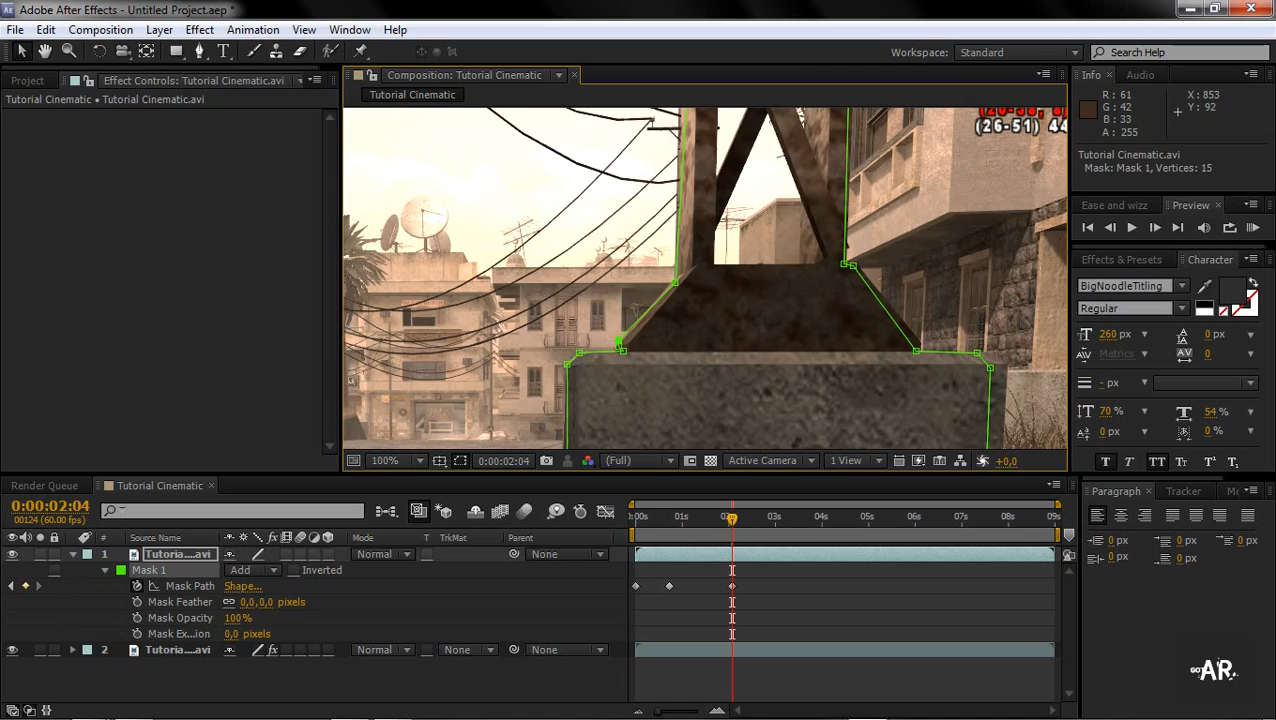 Adobe After Effects - Untitled Project.aep *
File Edit Composition Layer Effect Animation View Window Help
Workspace: Standard Search Help
Project Effect Controls: Tutorial Cinematic.avi
Tutorial Cinematic • Tutorial Cinematic.avi
Composition: Tutorial Cinematic
Tutorial Cinematic
(26-51) 44
100% 0:00:02:04 (Full) Active Camera 1 View +0,0
Info Audio
R: 61 X: 853
G: 42 Y: 92
B: 33
A: 255
Tutorial Cinematic.avi
Mask: Mask 1, Vertices: 15
Ease and wizz Preview
Effects & Presets Character
BigNoodleTitling
Regular
260 px 0 px
Metrics 0
- px
70 % 54 %
0 px 0 %
T T TT Tт T¹ T₁
Paragraph Tracker
0 px 0 px 0 px
0 px 0 px
Render Queue Tutorial Cinematic
0:00:02:04
00124 (60.00 fps)
# Source Name Mode T TrkMat Parent
:00s 01s 03s 04s 05s 06s 07s 08s 09s
1 Tutoria....avi Normal None
Mask 1 Add Inverted
Mask Path Shape...
Mask Feather 0,0,0,0 pixels
Mask Opacity 100%
Mask Ex...ion 0,0 pixels
2 Tutoria....avi Normal None None
AR.